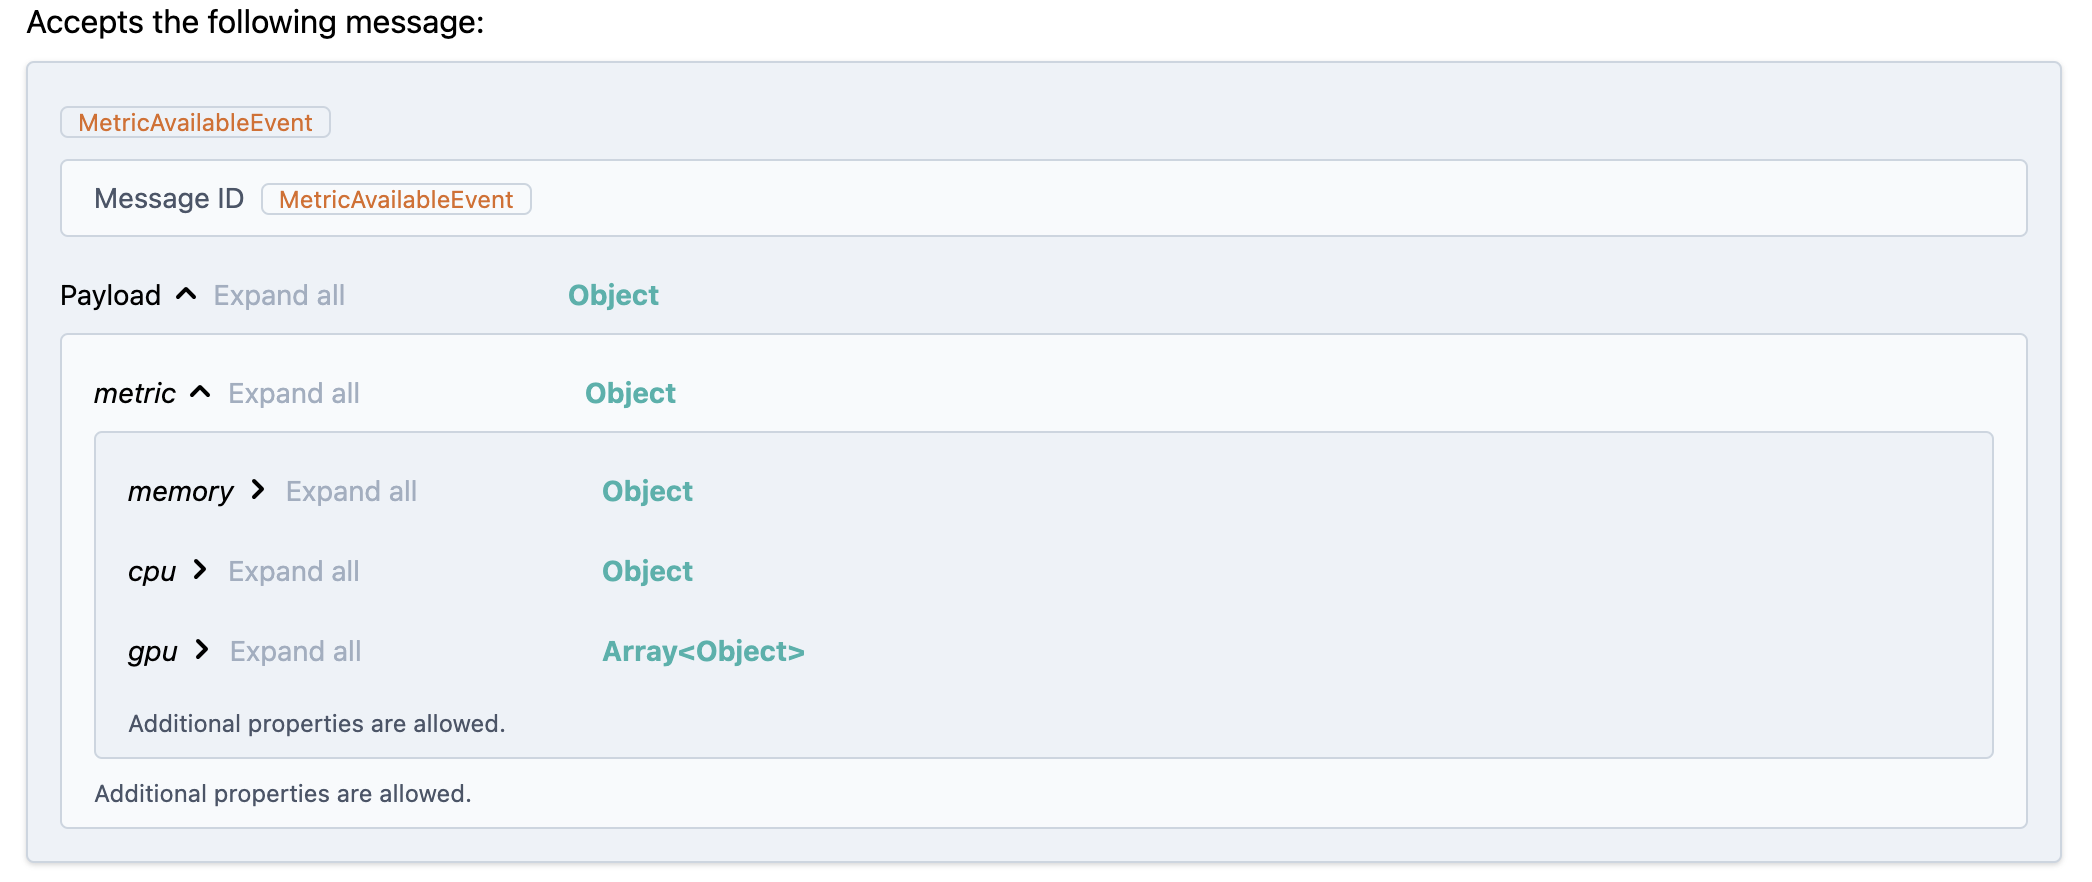 Accepts the following message:
MetricAvailableEvent
Message ID MetricAvailableEvent
Payload Expand all Object
metric Expand all Object
memory Expand all Object
cpu Expand all Object
gpu Expand all Array<Object>
Additional properties are allowed.
Additional properties are allowed.